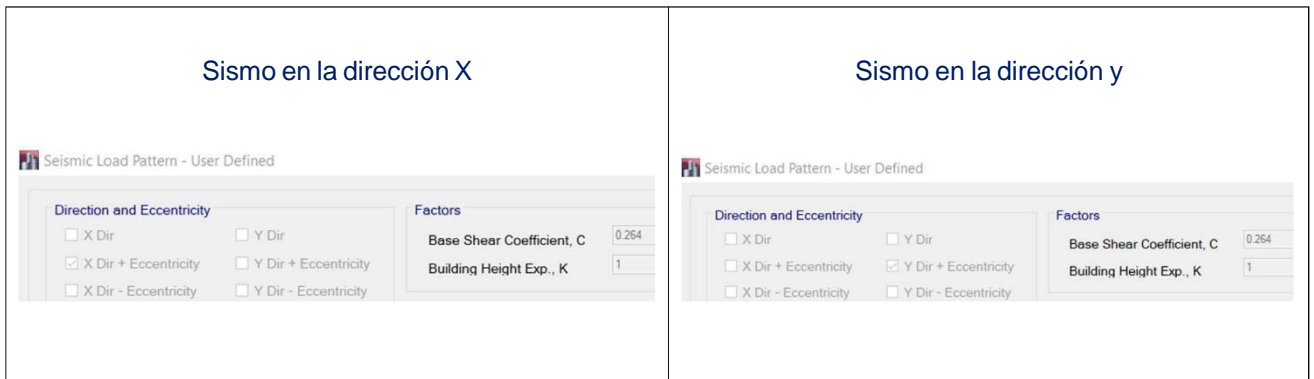 Sismo en la dirección X
Seismic Load Pattern - User Defined
Direction and Eccentricity
X Dir Y Dir
X Dir + Eccentricity Y Dir + Eccentricity
X Dir - Eccentricity Y Dir - Eccentricity
Factors
Base Shear Coefficient, C 0.264
Building Height Exp., K 1
Sismo en la dirección y
Seismic Load Pattern - User Defined
Direction and Eccentricity
X Dir Y Dir
X Dir + Eccentricity Y Dir + Eccentricity
X Dir - Eccentricity Y Dir - Eccentricity
Factors
Base Shear Coefficient, C 0.264
Building Height Exp., K 1